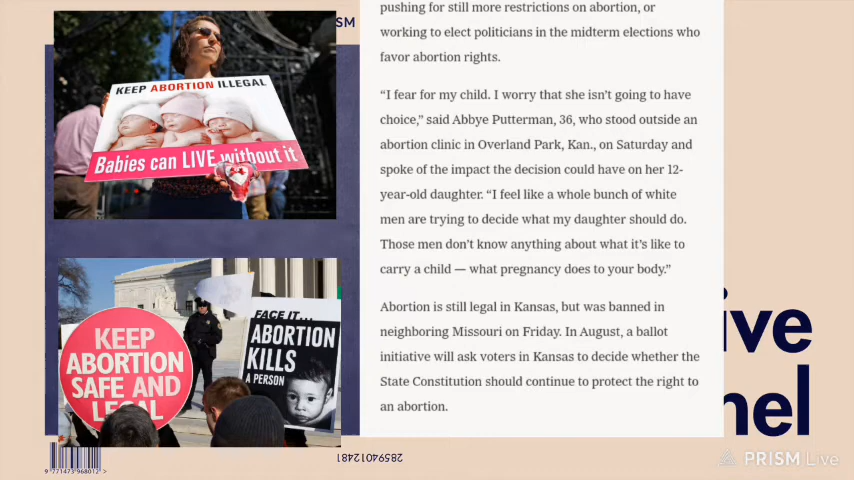 ISM
KEEP ABORTION ILLEGAL
Babies can LIVE without it
KEEP
ABORTION
SAFE AND
LEGAL
FACE IT...
ABORTION
KILLS
A PERSON
pushing for still more restrictions on abortion, or
working to elect politicians in the midterm elections who
favor abortion rights.
“I fear for my child. I worry that she isn’t going to have
choice,” said Abbye Putterman, 36, who stood outside an
abortion clinic in Overland Park, Kan., on Saturday and
spoke of the impact the decision could have on her 12-
year-old daughter. “I feel like a whole bunch of white
men are trying to decide what my daughter should do.
Those men don’t know anything about what it’s like to
carry a child — what pregnancy does to your body.”
Abortion is still legal in Kansas, but was banned in
neighboring Missouri on Friday. In August, a ballot
initiative will ask voters in Kansas to decide whether the
State Constitution should continue to protect the right to
an abortion.
ive
nel
9 771473 968012 >
28594012481
PRISM Live